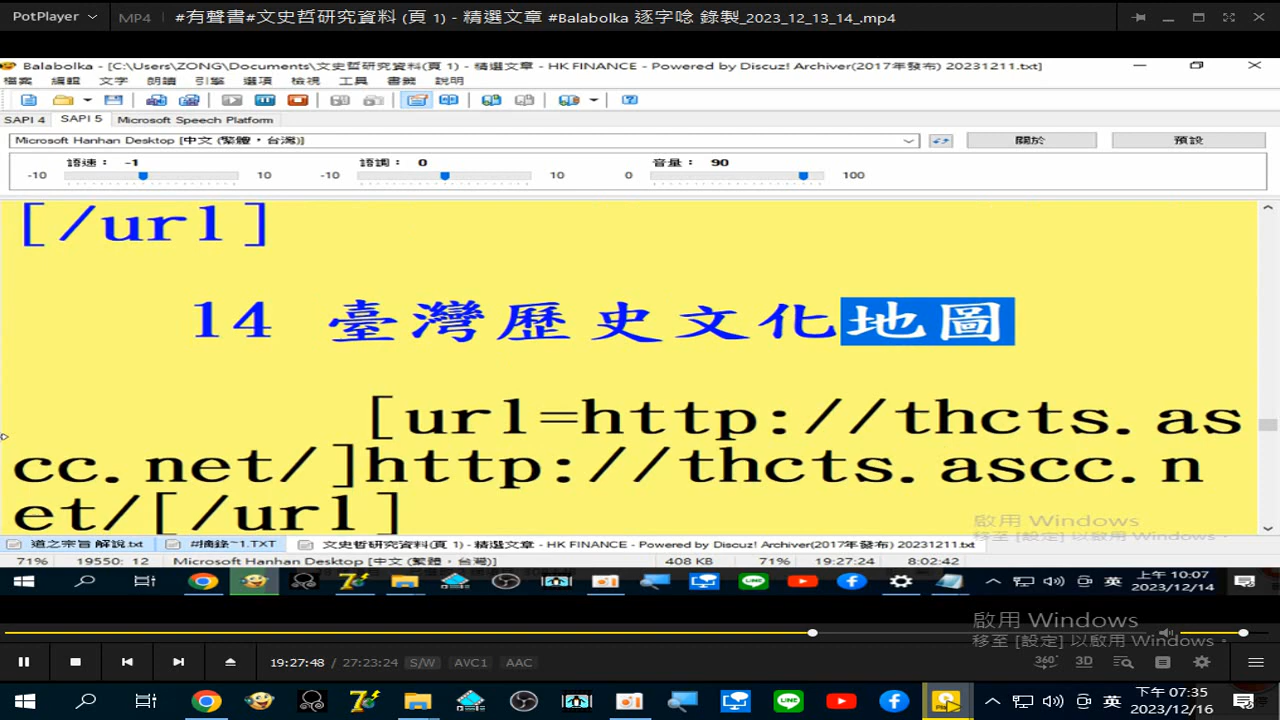 PotPlayer MP4 #有聲書#文史哲研究資料 (頁 1) - 精選文章 #Balabolka 逐字唸 錄製_2023_12_13_14_.mp4
Balabolka - [C:\Users\ZONG\Documents\文史哲研究資料(頁 1) - 精選文章 - HK FINANCE - Powered by Discuz! Archiver(2017年發布) 20231211.txt]
檔案 編輯 文字 朗讀 引擎 選項 檢視 工具 書籤 說明
SAPI 4 SAPI 5 Microsoft Speech Platform
Microsoft Hanhan Desktop [中文 (繁體，台灣)] 關於 預設
語速： -1 語調： 0 音量： 90
-10 10 -10 10 0 100
[/url]
14 臺灣歷史文化地圖
[url=http://thcts.as
cc.net/]http://thcts.ascc.n
et/[/url]
啟用 Windows
移至 [設定] 以啟用 Windows。
道之宗旨 解說.txt #摘錄~1.TXT 文史哲研究資料(頁 1) - 精選文章 - HK FINANCE - Powered by Discuz! Archiver(2017年發布) 20231211.txt
71% 19550: 12 Microsoft Hanhan Desktop [中文 (繁體，台灣)] 408 KB 71% 19:27:24 8:02:42
英 上午 10:07
2023/12/14
啟用 Windows
移至 [設定] 以啟用 Windows。
19:27:48 / 27:23:24 S/W AVC1 AAC 360° 3D
英 下午 07:35
2023/12/16